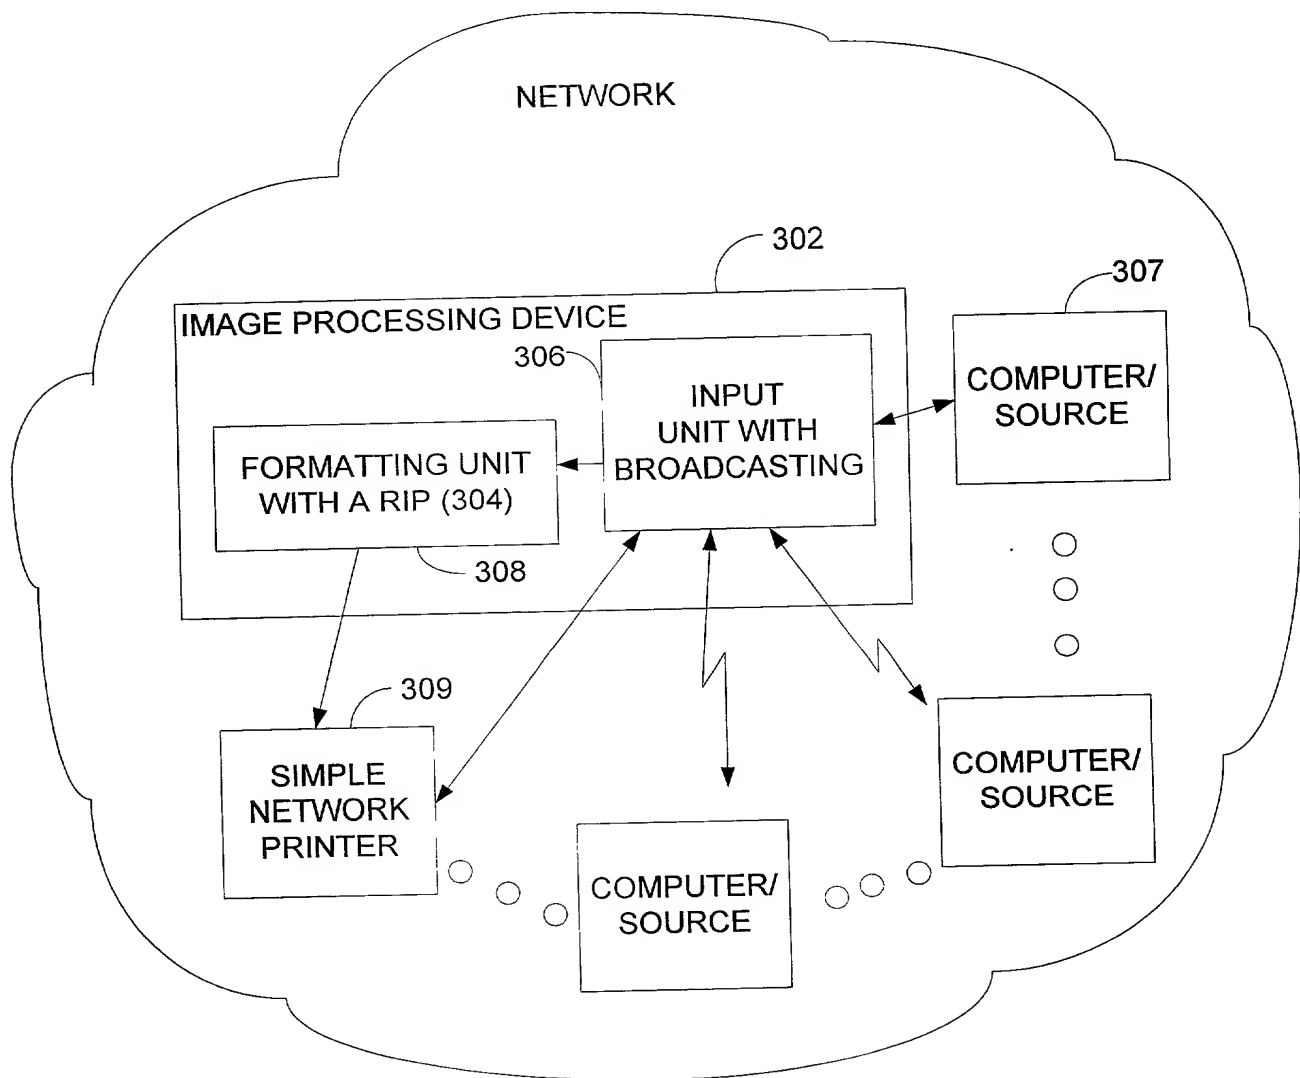 NETWORK
302
307
IMAGE PROCESSING DEVICE
306
INPUT
UNIT WITH
BROADCASTING
COMPUTER/
SOURCE
FORMATTING UNIT
WITH A RIP (304)
308
309
SIMPLE
NETWORK
PRINTER
COMPUTER/
SOURCE
COMPUTER/
SOURCE